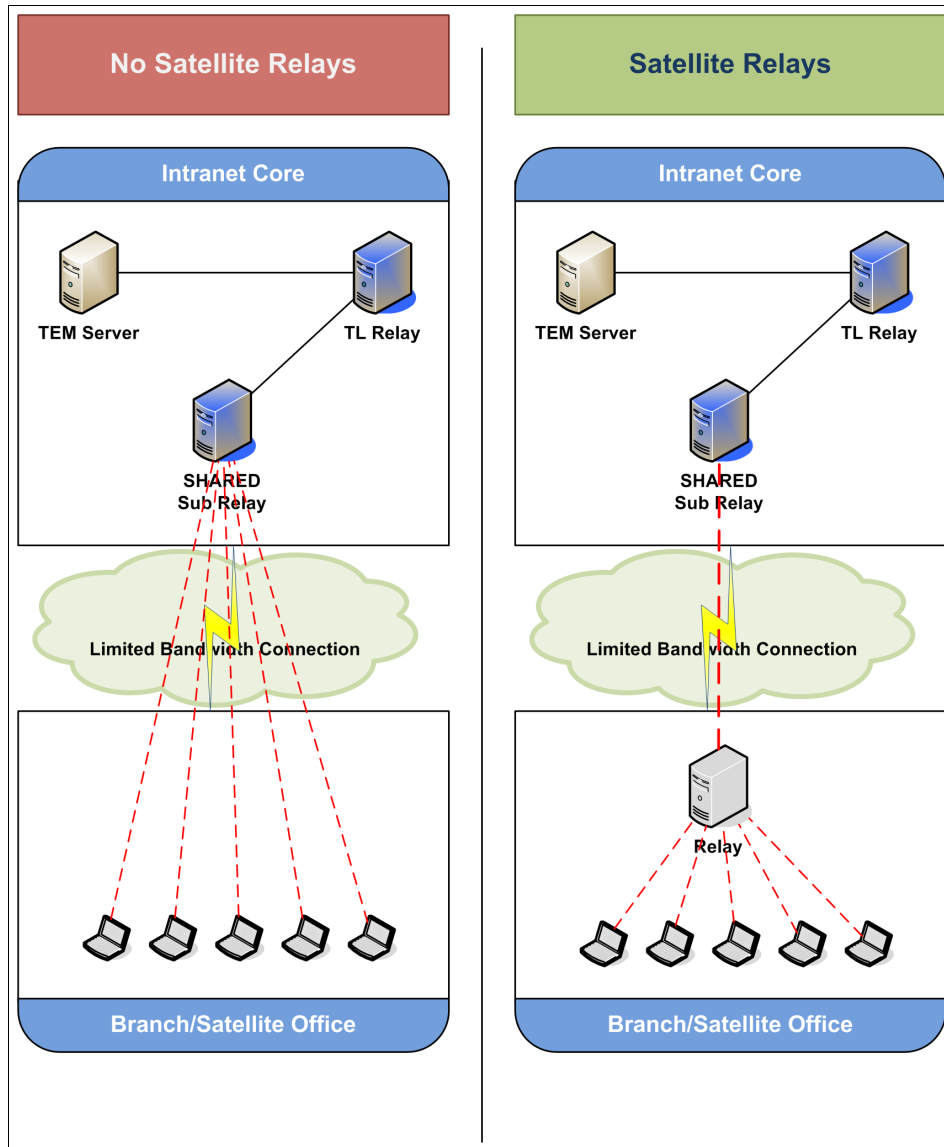 No Satellite Relays
Intranet Core
TEM Server
TL Relay
SHARED
Sub Relay
Limited Bandwidth Connection
Branch/Satellite Office
Satellite Relays
Intranet Core
TEM Server
TL Relay
SHARED
Sub Relay
Limited Bandwidth Connection
Relay
Branch/Satellite Office